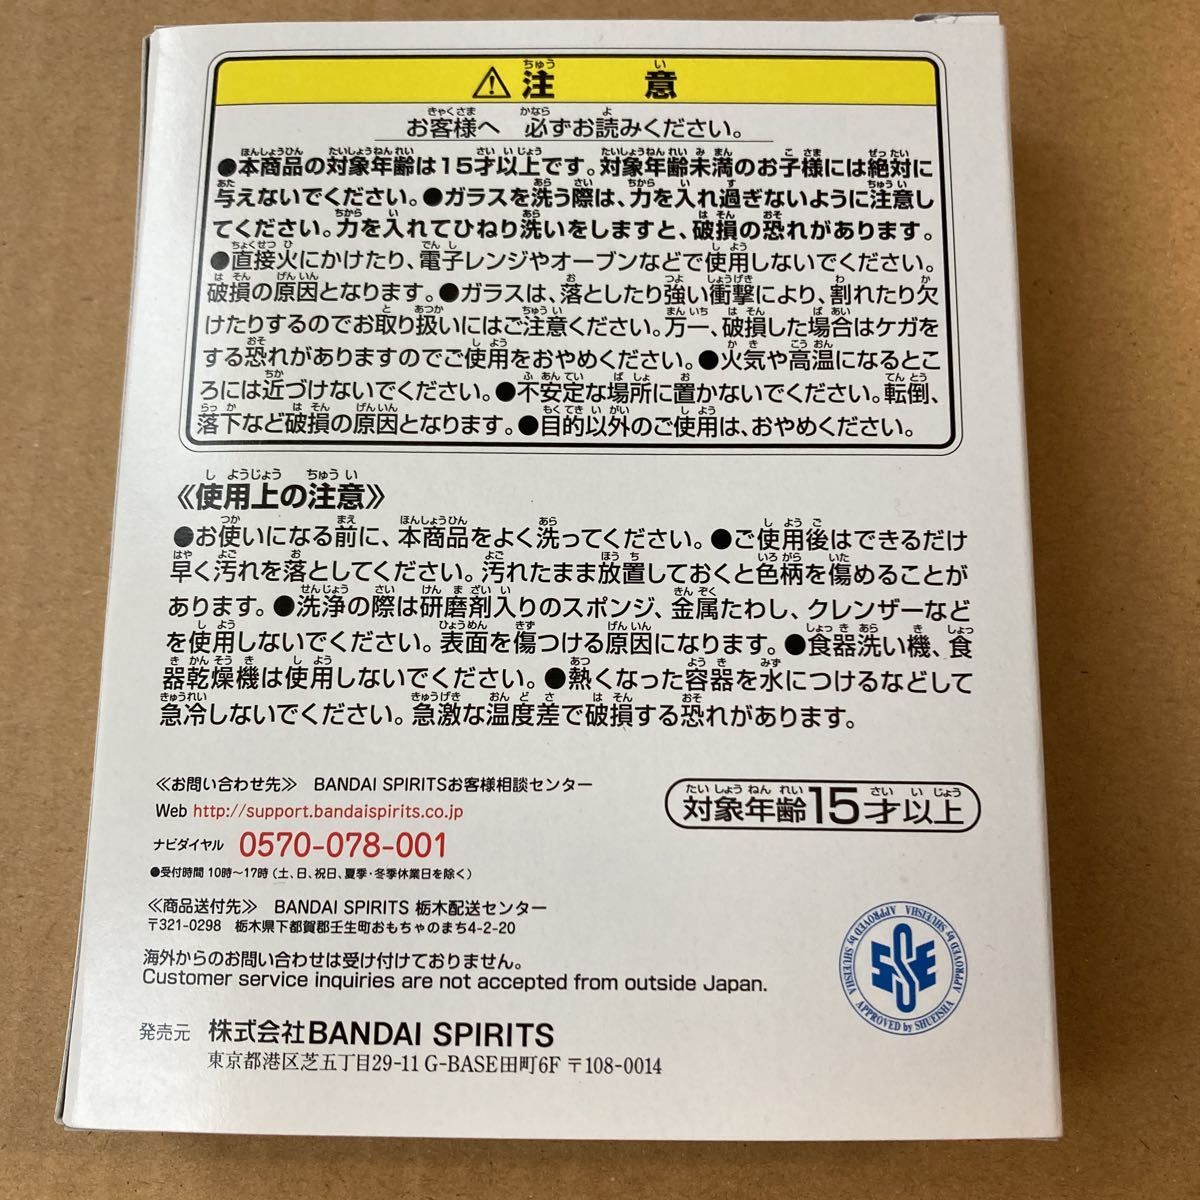 ⚠注意
お客様へ 必ずお読みください。
●本商品の対象年齢は15才以上です。対象年齢未満のお子様には絶対に
与えないでください。●ガラスを洗う際は、力を入れ過ぎないように注意し
てください。力を入れてひねり洗いをしますと、破損の恐れがあります。
●直接火にかけたり、電子レンジやオーブンなどで使用しないでください。
破損の原因となります。●ガラスは、落としたり強い衝撃により、割れたり欠
けたりするのでお取り扱いにはご注意ください。万一、破損した場合はケガを
する恐れがありますのでご使用をおやめください。●火気や高温になるとこ
ろには近づけないでください。●不安定な場所に置かないでください。転倒、
落下など破損の原因となります。●目的以外のご使用は、おやめください。
《使用上の注意》
●お使いになる前に、本商品をよく洗ってください。●ご使用後はできるだけ
早く汚れを落としてください。汚れたまま放置しておくと色柄を傷めることが
あります。●洗浄の際は研磨剤入りのスポンジ、金属たわし、クレンザーなど
を使用しないでください。表面を傷つける原因になります。●食器洗い機、食
器乾燥機は使用しないでください。●熱くなった容器を水につけるなどして
急冷しないでください。急激な温度差で破損する恐れがあります。
《お問い合わせ先》 BANDAI SPIRITSお客様相談センター
Web http://support.bandaispirits.co.jp
ナビダイヤル 0570-078-001
●受付時間 10時〜17時（土、日、祝日、夏季・冬季休業日を除く）
対象年齢15才以上
《商品送付先》 BANDAI SPIRITS 栃木配送センター
〒321-0298 栃木県下都賀郡壬生町おもちゃのまち4-2-20
海外からのお問い合わせは受け付けておりません。
Customer service inquiries are not accepted from outside Japan.
発売元 株式会社BANDAI SPIRITS
東京都港区芝五丁目29-11 G-BASE田町6F 〒108-0014
APPROVED by SHUEISHA APPROVED by SHUEISHA APPROVED by SHUEISHA